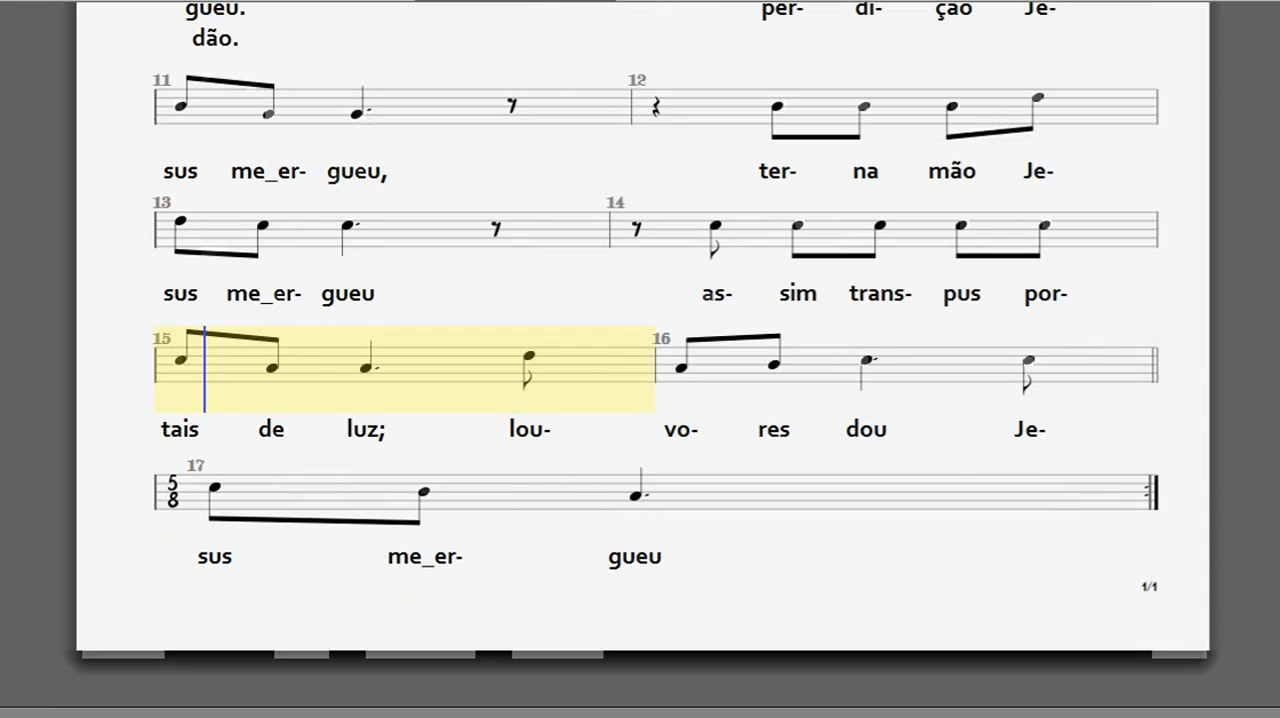 gueu. per- di- ção Je-
dão.
11 12
sus me_er- gueu, ter- na mão Je-
13 14
sus me_er- gueu as- sim trans- pus por-
15 16
tais de luz; lou- vo- res dou Je-
17
5
8
sus me_er- gueu
1/1